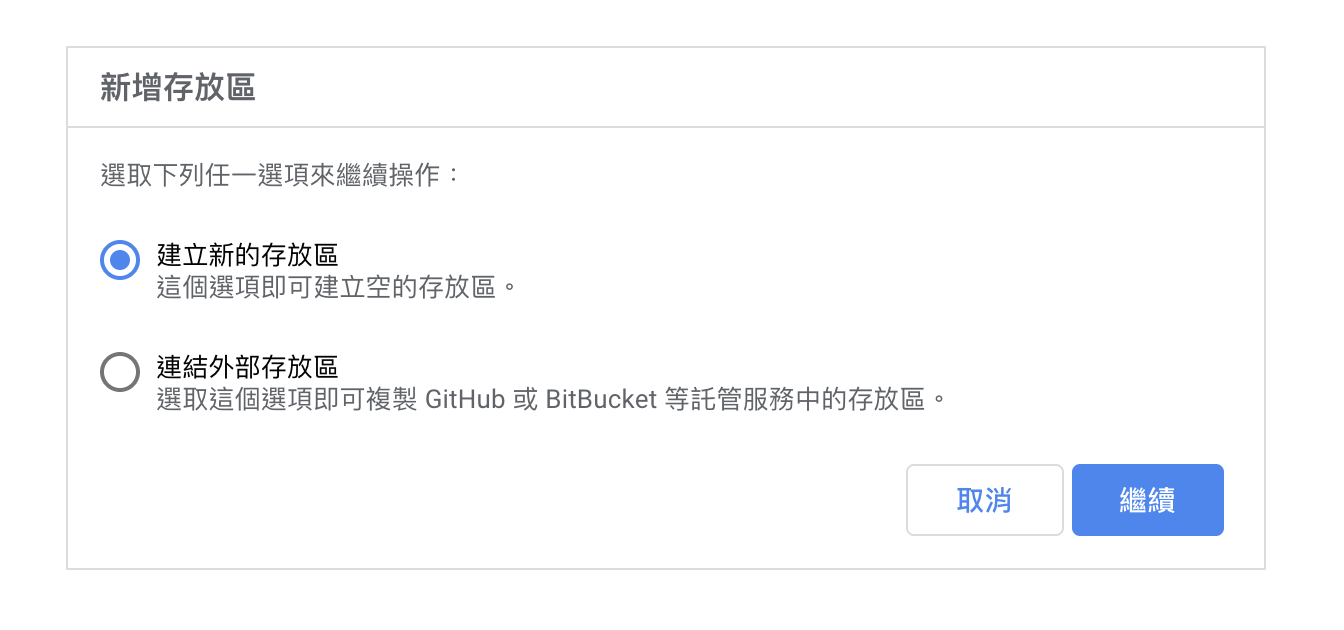 新增存放區
選取下列任一選項來繼續操作：
建立新的存放區
這個選項即可建立空的存放區。
連結外部存放區
選取這個選項即可複製 GitHub 或 BitBucket 等託管服務中的存放區。
取消
繼續